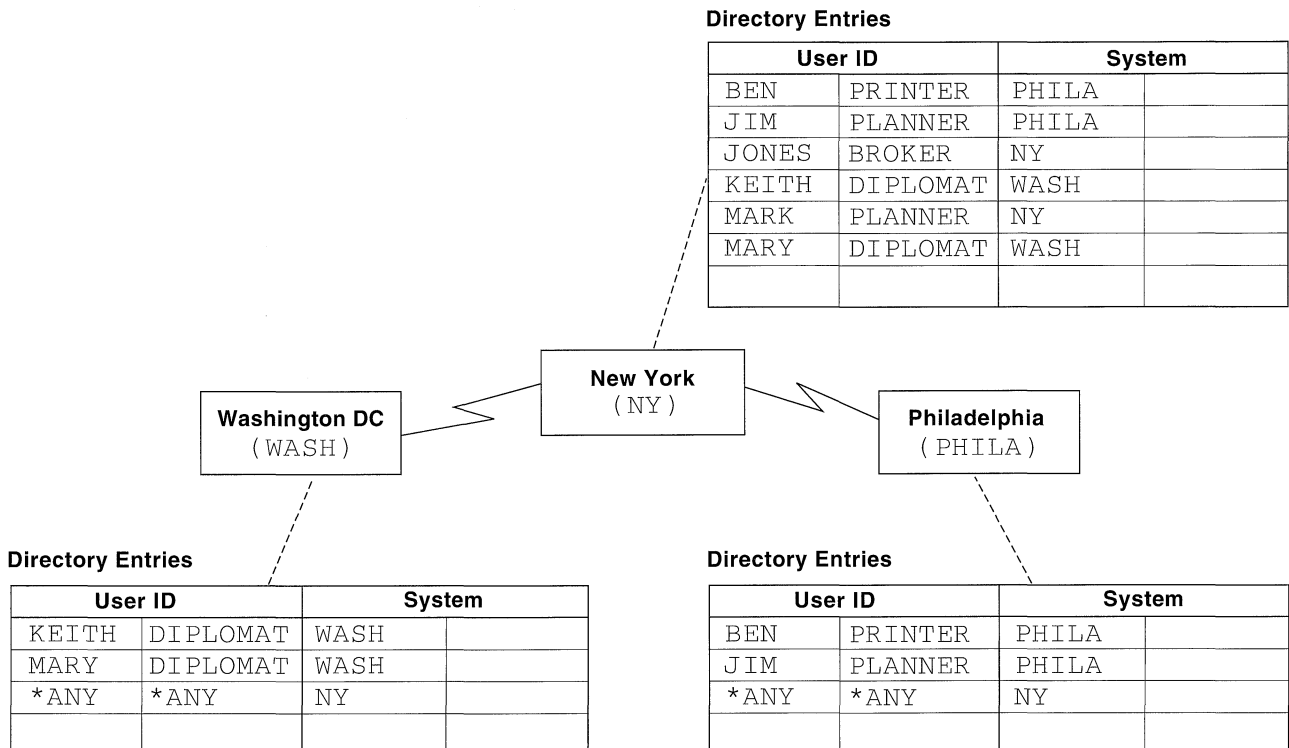 Directory Entries
User ID System
BEN PRINTER PHILA
JIM PLANNER PHILA
JONES BROKER NY
KEITH DIPLOMAT WASH
MARK PLANNER NY
MARY DIPLOMAT WASH
New York
(NY)
Washington DC
(WASH)
Philadelphia
(PHILA)
Directory Entries
User ID System
KEITH DIPLOMAT WASH
MARY DIPLOMAT WASH
*ANY *ANY NY
Directory Entries
User ID System
BEN PRINTER PHILA
JIM PLANNER PHILA
*ANY *ANY NY